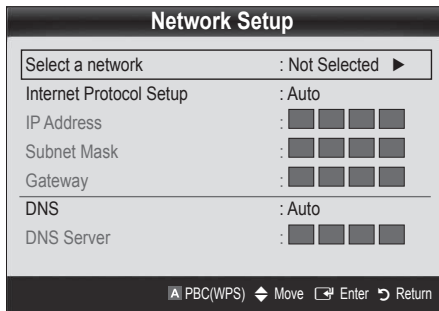 Network Setup
Select a network : Not Selected ▶
Internet Protocol Setup : Auto
IP Address :
Subnet Mask :
Gateway :
DNS : Auto
DNS Server :
A PBC(WPS) Move Enter Return